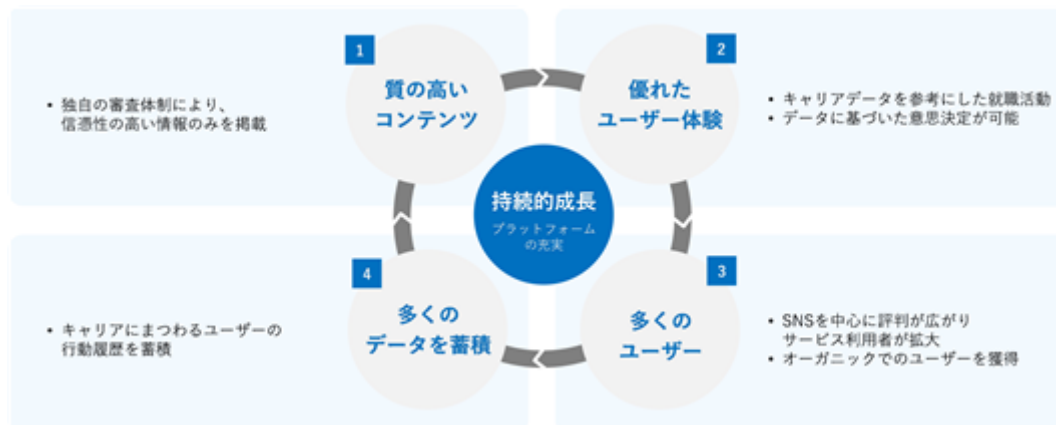 1
質の高い
コンテンツ
• 独自の審査体制により、
信憑性の高い情報のみを掲載
2
優れた
ユーザー体験
• キャリアデータを参考にした就職活動
• データに基づいた意思決定が可能
持続的成長
プラットフォーム
の充実
3
多くの
ユーザー
• SNSを中心に評判が広がり
サービス利用者が拡大
• オーガニックでのユーザーを獲得
4
多くの
データを蓄積
• キャリアにまつわるユーザーの
行動履歴を蓄積